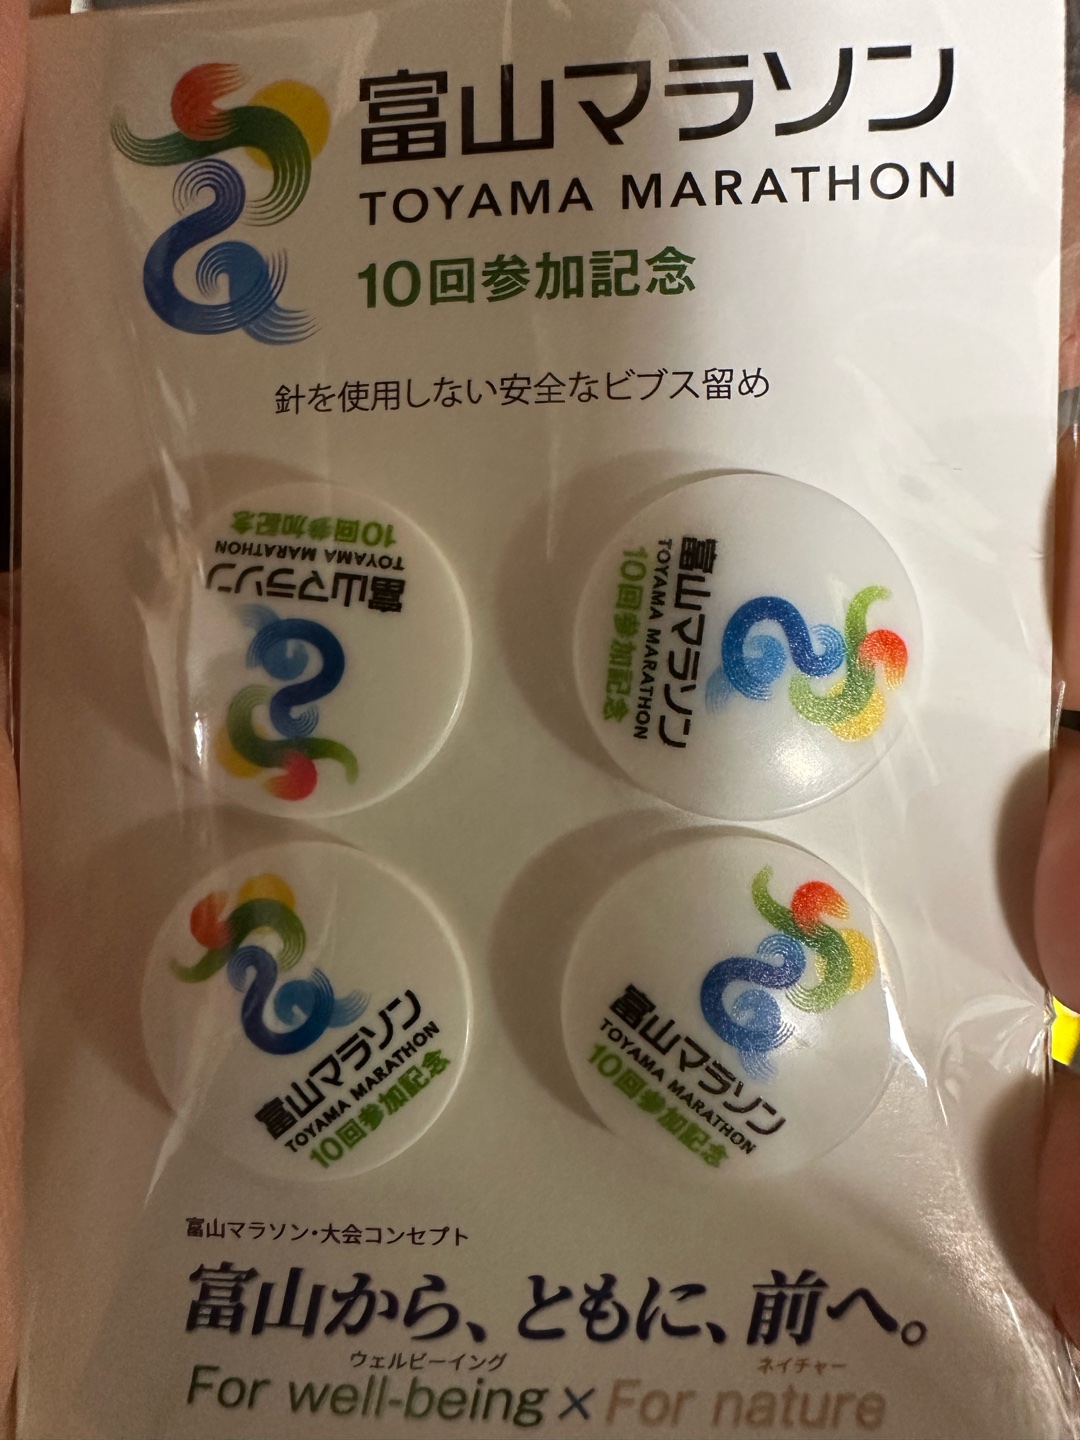 富山マラソン
TOYAMA MARATHON
10回参加記念
針を使用しない安全なビブス留め
富山マラソン
TOYAMA MARATHON
10回参加記念
富山マラソン
TOYAMA MARATHON
10回参加記念
富山マラソン
TOYAMA MARATHON
10回参加記念
富山マラソン
TOYAMA MARATHON
10回参加記念
富山マラソン・大会コンセプト
富山から、ともに、前へ。
ウェルビーイング ネイチャー
For well-being × For nature